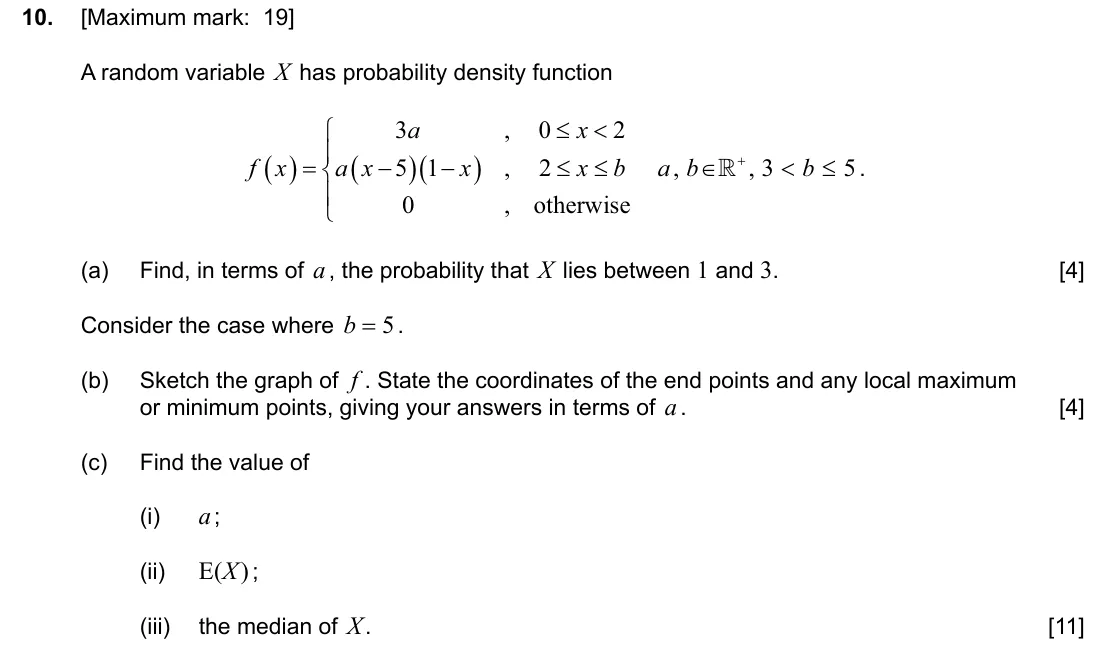 10. [Maximum mark: 19]
A random variable X has probability density function
f(x) = { 3a , 0 ≤ x < 2
a(x−5)(1−x) , 2 ≤ x ≤ b a, b∈ℝ⁺, 3 < b ≤ 5.
0 , otherwise
(a) Find, in terms of a, the probability that X lies between 1 and 3. [4]
Consider the case where b = 5.
(b) Sketch the graph of f. State the coordinates of the end points and any local maximum
or minimum points, giving your answers in terms of a. [4]
(c) Find the value of
(i) a;
(ii) E(X);
(iii) the median of X. [11]